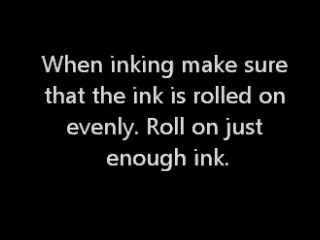 When inking make sure
that the ink is rolled on
evenly. Roll on just
enough ink.